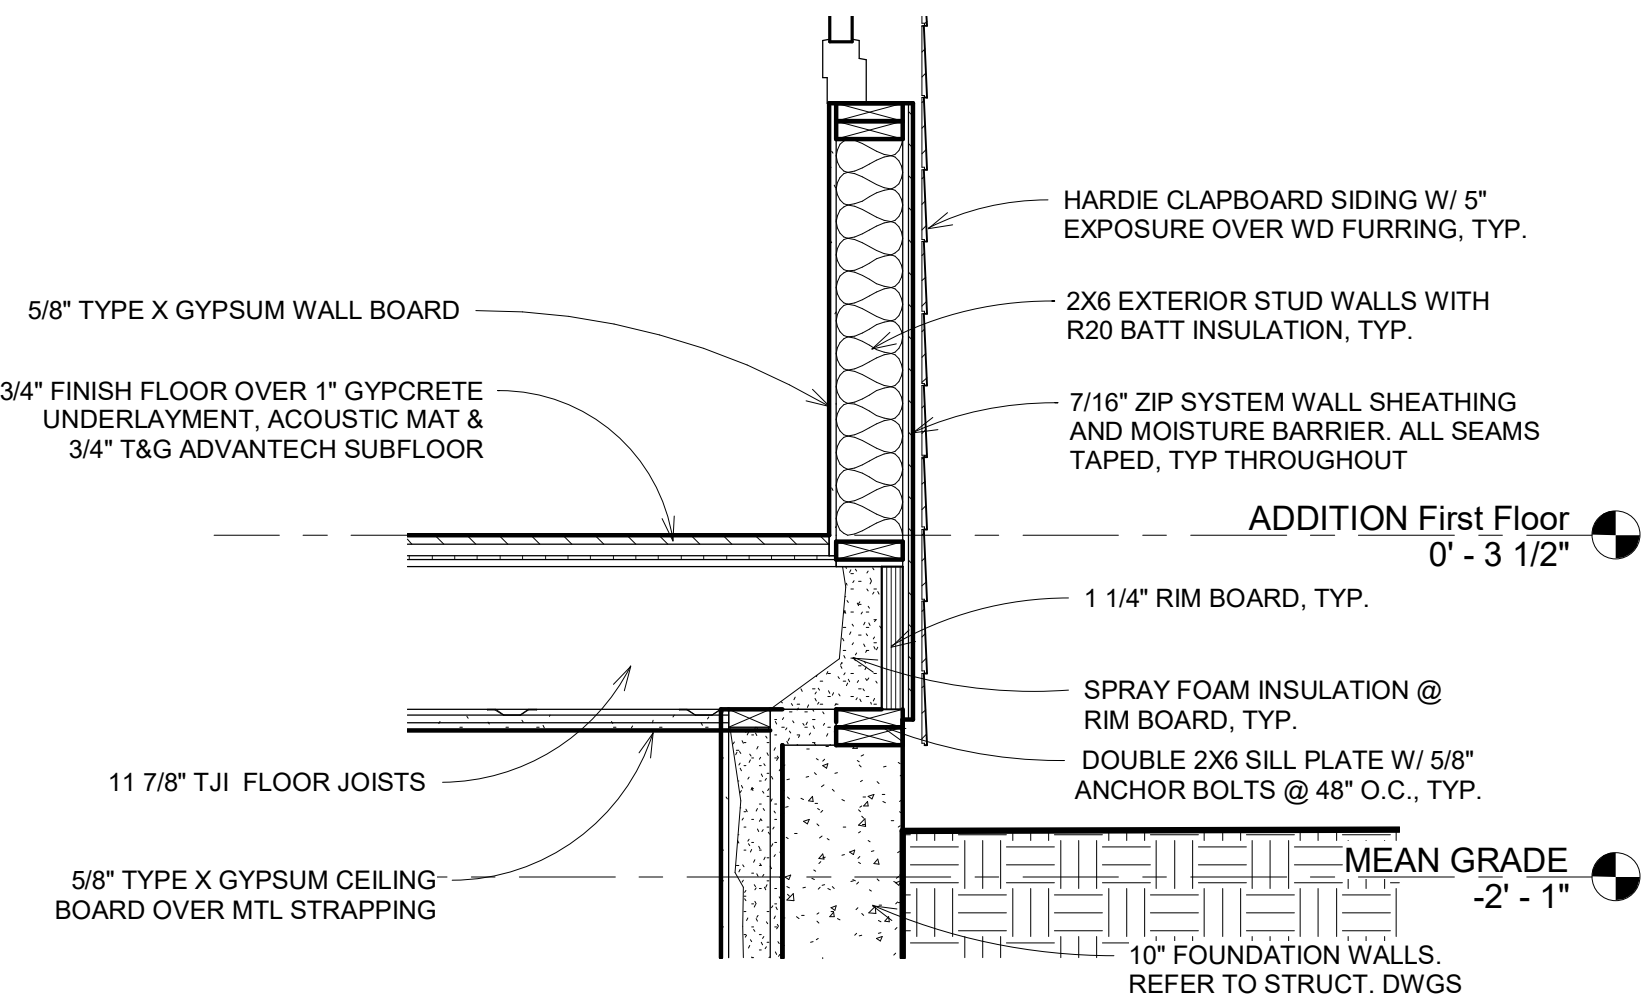 HARDIE CLAPBOARD SIDING W/ 5"
EXPOSURE OVER WD FURRING, TYP.
5/8" TYPE X GYPSUM WALL BOARD
2X6 EXTERIOR STUD WALLS WITH
R20 BATT INSULATION, TYP.
3/4" FINISH FLOOR OVER 1" GYPCRETE
UNDERLAYMENT, ACOUSTIC MAT &
3/4" T&G ADVANTECH SUBFLOOR
7/16" ZIP SYSTEM WALL SHEATHING
AND MOISTURE BARRIER. ALL SEAMS
TAPED, TYP THROUGHOUT
ADDITION First Floor
0' - 3 1/2"
1 1/4" RIM BOARD, TYP.
SPRAY FOAM INSULATION @
RIM BOARD, TYP.
11 7/8" TJI FLOOR JOISTS
DOUBLE 2X6 SILL PLATE W/ 5/8"
ANCHOR BOLTS @ 48" O.C., TYP.
5/8" TYPE X GYPSUM CEILING
BOARD OVER MTL STRAPPING
MEAN GRADE
-2' - 1"
10" FOUNDATION WALLS.
REFER TO STRUCT. DWGS